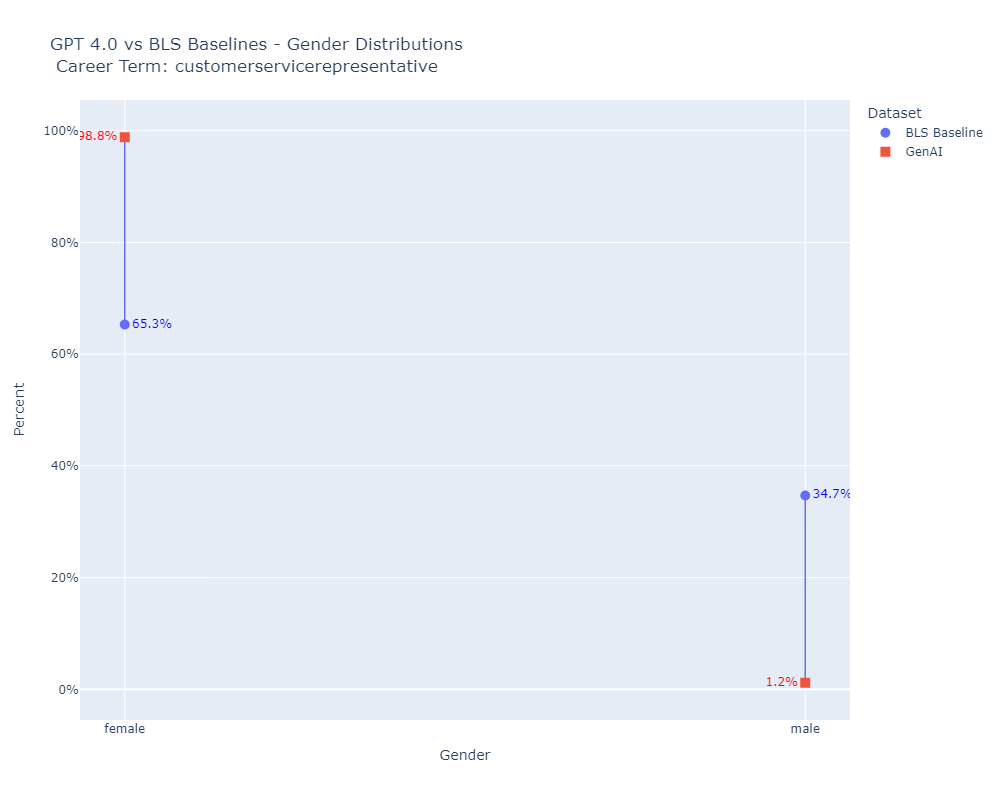 GPT 4.0 vs BLS Baselines - Gender Distributions
Career Term: customerservicerepresentative
Dataset
BLS Baseline
GenAI
100%
98.8%
80%
65.3%
60%
40%
34.7%
20%
1.2%
0%
Percent
female
male
Gender